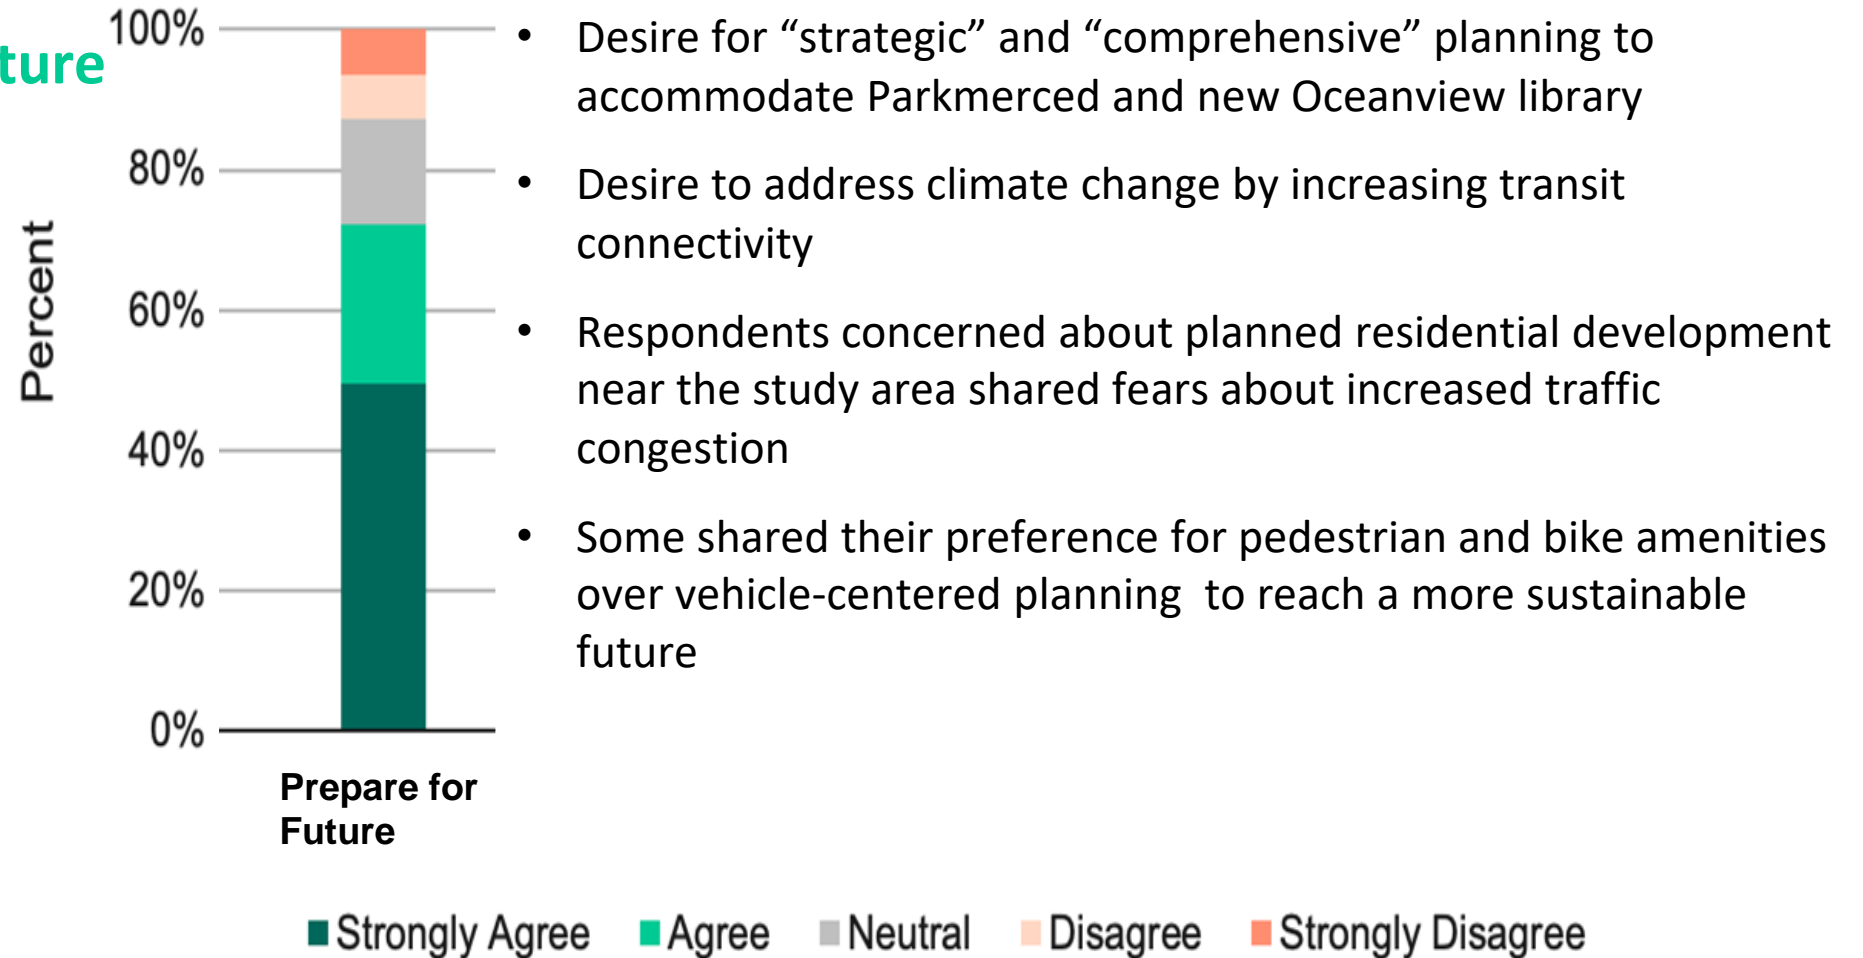 ture
100%
80%
60%
40%
20%
0%
Percent
Prepare for
Future
• Desire for “strategic” and “comprehensive” planning to
accommodate Parkmerced and new Oceanview library
• Desire to address climate change by increasing transit
connectivity
• Respondents concerned about planned residential development
near the study area shared fears about increased traffic
congestion
• Some shared their preference for pedestrian and bike amenities
over vehicle-centered planning  to reach a more sustainable
future
Strongly Agree Agree Neutral Disagree Strongly Disagree